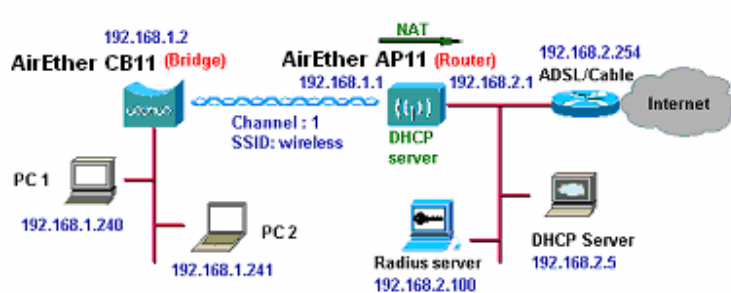 192.168.1.2
AirEther CB11 (Bridge)
NAT
AirEther AP11 (Router)
192.168.1.1
192.168.2.1
192.168.2.254
ADSL/Cable
Internet
Channel : 1
SSID: wireless
DHCP
server
PC 1
192.168.1.240
PC 2
192.168.1.241
Radius server
192.168.2.100
DHCP Server
192.168.2.5